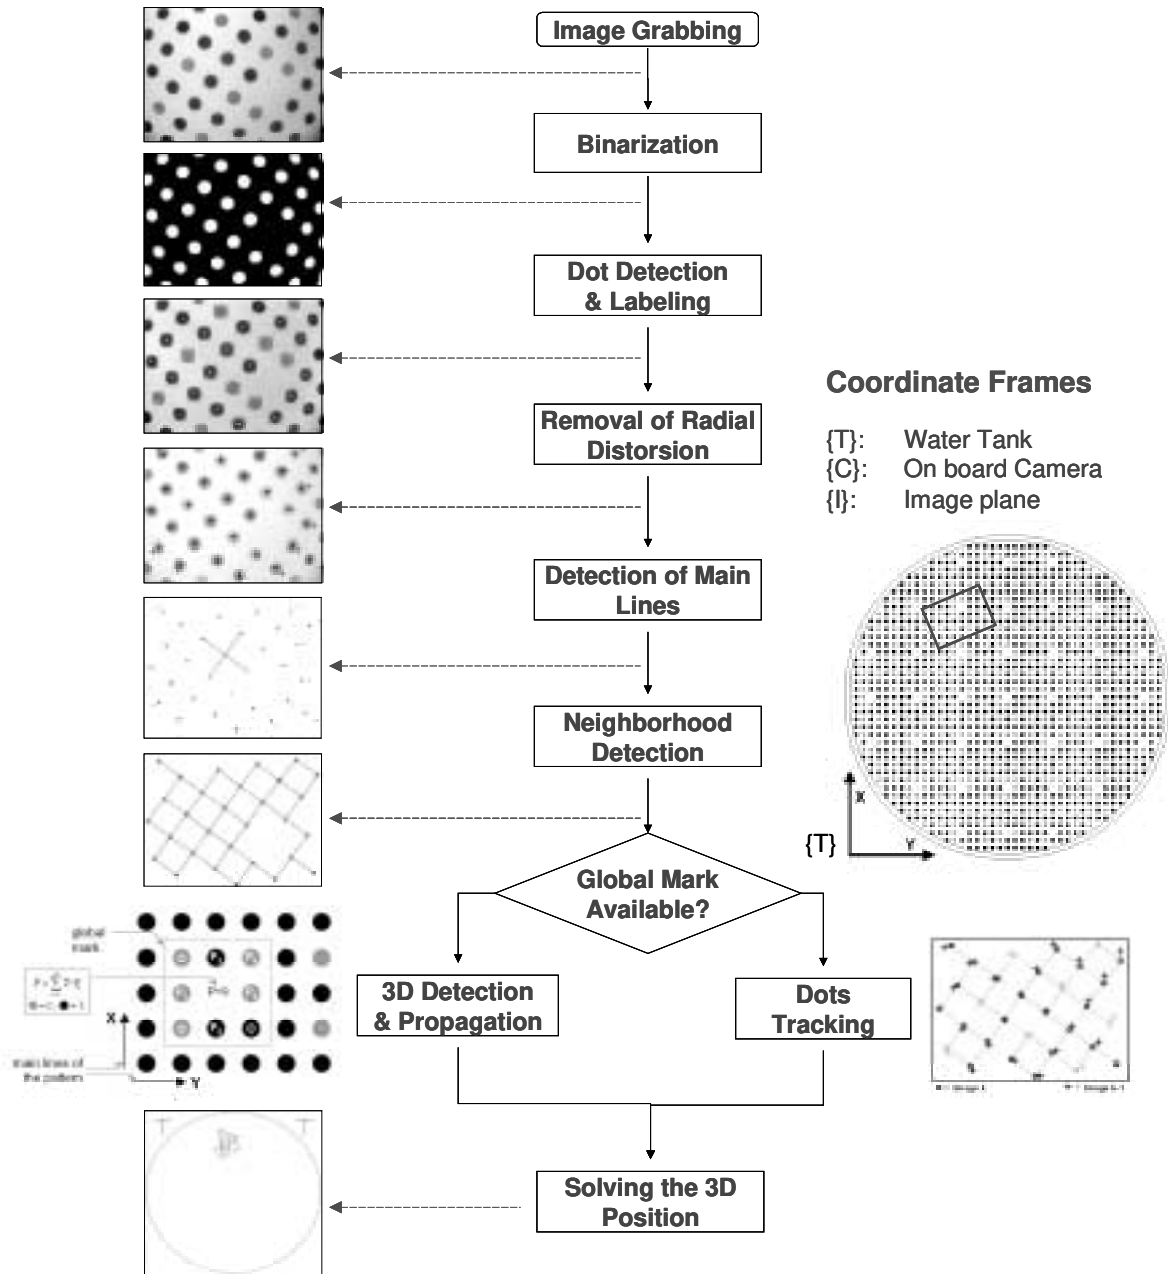 Image Grabbing
Binarization
Dot Detection
& Labeling
Removal of Radial
Distorsion
Detection of Main
Lines
Neighborhood
Detection
Global Mark
Available?
3D Detection
& Propagation
Dots
Tracking
Solving the 3D
Position
Coordinate Frames
{T}: Water Tank
{C}: On board Camera
{I}: Image plane
X
{T}
Y
global
mark
X
main lines of
the pattern
Y